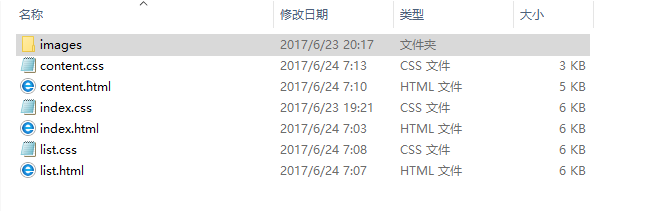 名称 修改日期 类型 大小
images 2017/6/23 20:17 文件夹
content.css 2017/6/24 7:13 CSS 文件 3 KB
content.html 2017/6/24 7:10 HTML 文件 5 KB
index.css 2017/6/23 19:21 CSS 文件 6 KB
index.html 2017/6/24 7:03 HTML 文件 6 KB
list.css 2017/6/24 7:08 CSS 文件 6 KB
list.html 2017/6/24 7:07 HTML 文件 6 KB